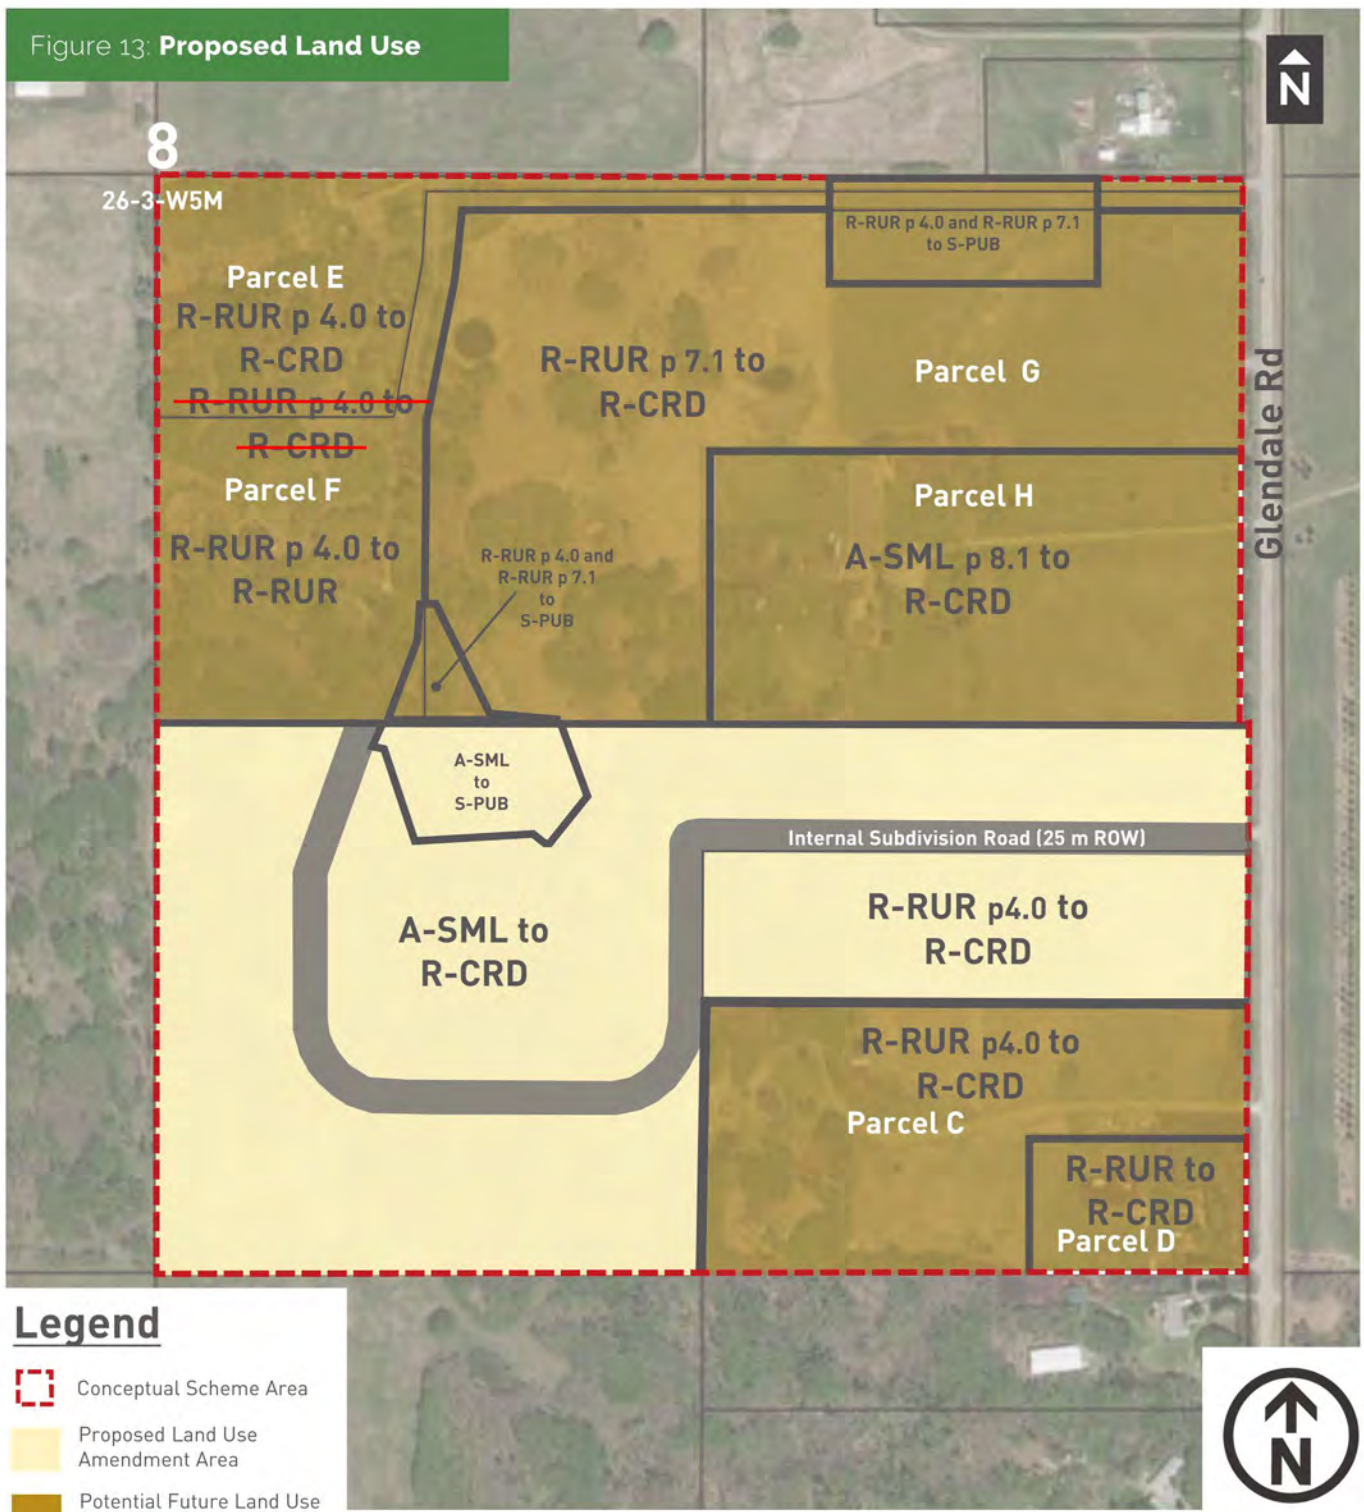 Figure 13: Proposed Land Use
N
8
26-3-W5M
R-RUR p 4.0 and R-RUR p 7.1
to S-PUB
Parcel E
R-RUR p 4.0 to
R-CRD
R-RUR p 4.0 to
R-CRD
Parcel F
R-RUR p 4.0 to
R-RUR
R-RUR p 7.1 to
R-CRD
Parcel G
Parcel H
A-SML p 8.1 to
R-CRD
Glendale Rd
R-RUR p 4.0 and
R-RUR p 7.1
to
S-PUB
A-SML
to
S-PUB
Internal Subdivision Road (25 m ROW)
A-SML to
R-CRD
R-RUR p4.0 to
R-CRD
R-RUR p4.0 to
R-CRD
Parcel C
R-RUR to
R-CRD
Parcel D
Legend
Conceptual Scheme Area
Proposed Land Use
Amendment Area
Potential Future Land Use
N